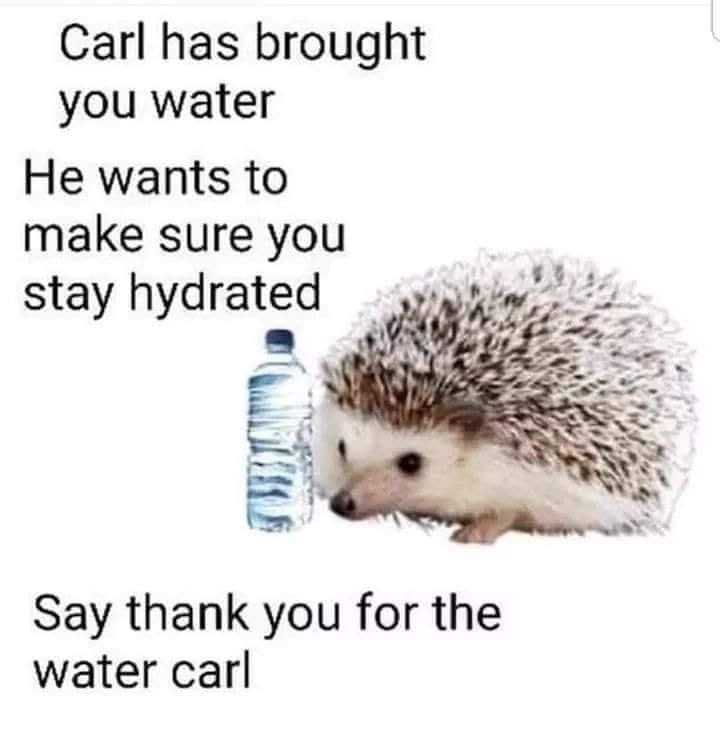 Carl has brought
you water
He wants to
make sure you
stay hydrated
Say thank you for the
water carl